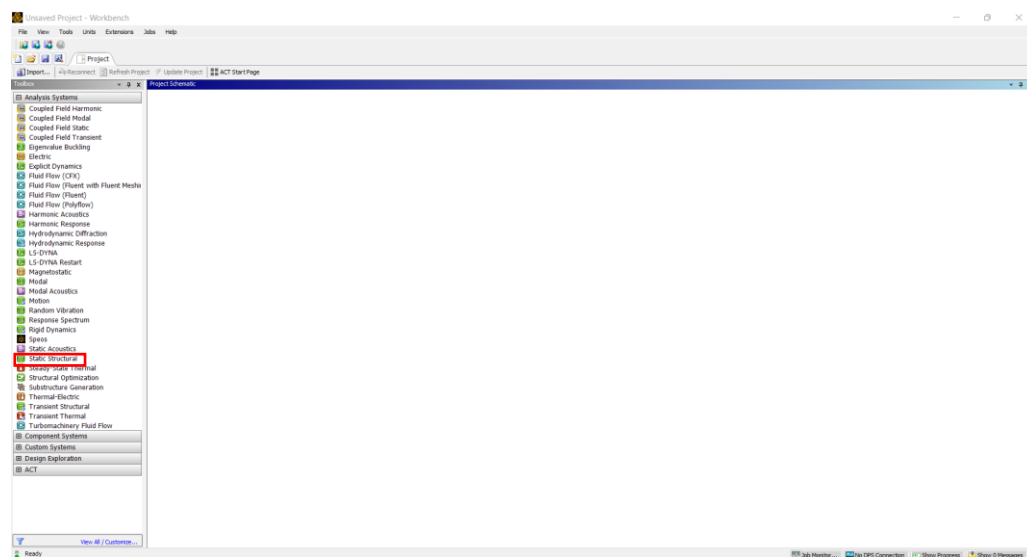 Unsaved Project - Workbench
File View Tools Units Extensions Jobs Help
Project
Import... Reconnect Refresh Project Update Project ACT Start Page
Toolbox
Project Schematic
Analysis Systems
Coupled Field Harmonic
Coupled Field Modal
Coupled Field Static
Coupled Field Transient
Eigenvalue Buckling
Electric
Explicit Dynamics
Fluid Flow (CFX)
Fluid Flow (Fluent with Fluent Meshin
Fluid Flow (Fluent)
Fluid Flow (Polyflow)
Harmonic Acoustics
Harmonic Response
Hydrodynamic Diffraction
Hydrodynamic Response
LS-DYNA
LS-DYNA Restart
Magnetostatic
Modal
Modal Acoustics
Motion
Random Vibration
Response Spectrum
Rigid Dynamics
Speos
Static Acoustics
Static Structural
Steady-State Thermal
Structural Optimization
Substructure Generation
Thermal-Electric
Transient Structural
Transient Thermal
Turbomachinery Fluid Flow
Component Systems
Custom Systems
Design Exploration
ACT
View All / Customize...
Ready
Job Monitor... No DPS Connection Show Progress Show 0 Messages